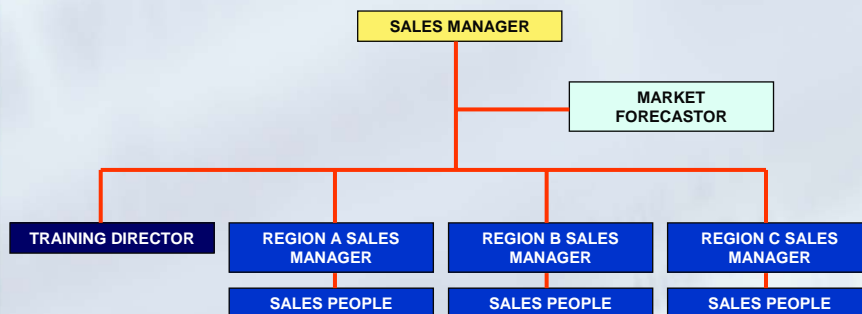 SALES MANAGER
MARKET
FORECASTOR
TRAINING DIRECTOR
REGION A SALES
MANAGER
REGION B SALES
MANAGER
REGION C SALES
MANAGER
SALES PEOPLE
SALES PEOPLE
SALES PEOPLE